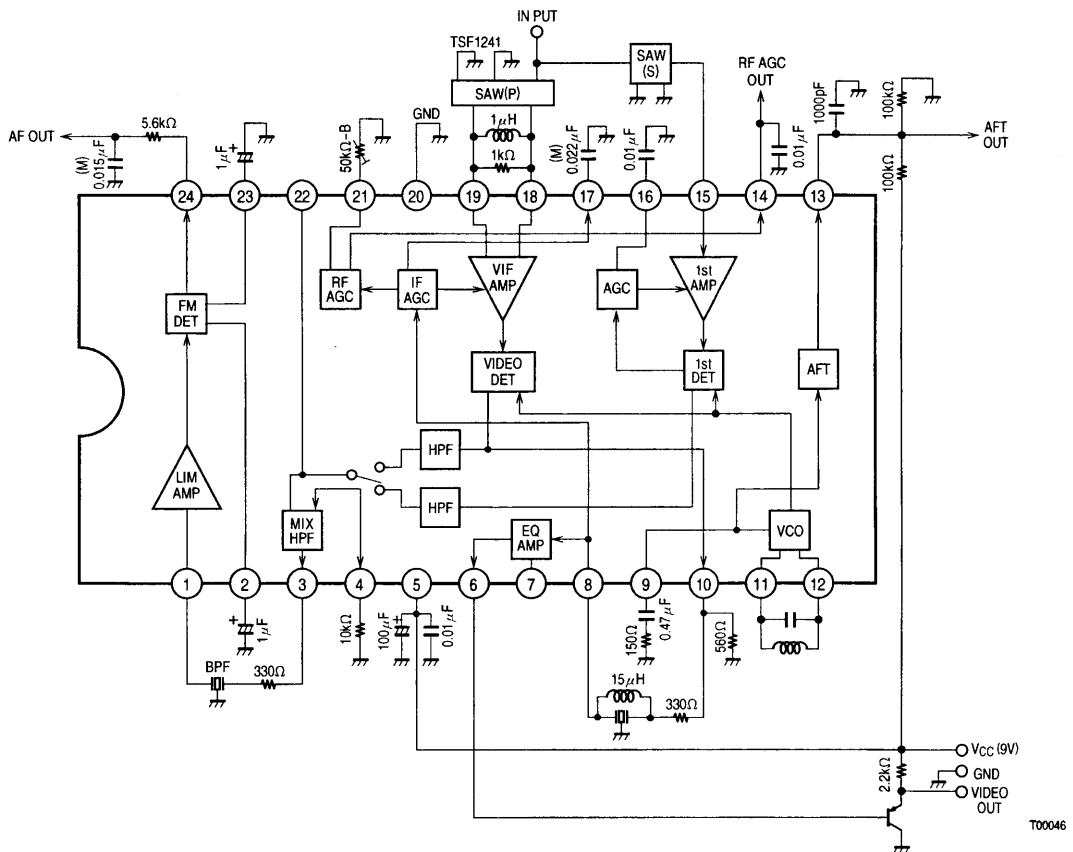 IN PUT
TSF1241
SAW(P)
SAW
(S)
RF AGC
OUT
1000pF
100kΩ
AF OUT
5.6kΩ
(M)
0.015μF
1μF
+
50kΩ-B
GND
1μH
1kΩ
(M)
0.022μF
0.01μF
0.01μF
100kΩ
AFT
OUT
24
23
22
21
20
19
18
17
16
15
14
13
FM
DET
RF
AGC
IF
AGC
VIF
AMP
AGC
1st
AMP
VIDEO
DET
1st
DET
AFT
LIM
AMP
HPF
HPF
MIX
HPF
EQ
AMP
VCO
1
2
3
4
5
6
7
8
9
10
11
12
+
1μF
BPF
330Ω
10kΩ
100μF
+
0.01μF
15μH
330Ω
150Ω
0.47μF
560Ω
VCC (9V)
2.2kΩ
GND
VIDEO
OUT
T00046